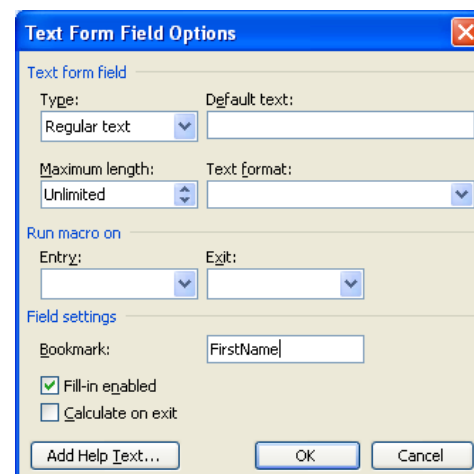 Text Form Field Options
Text form field
Type: Default text:
Regular text
Maximum length: Text format:
Unlimited
Run macro on
Entry: Exit:
Field settings
Bookmark: FirstName
Fill-in enabled
Calculate on exit
Add Help Text... OK Cancel